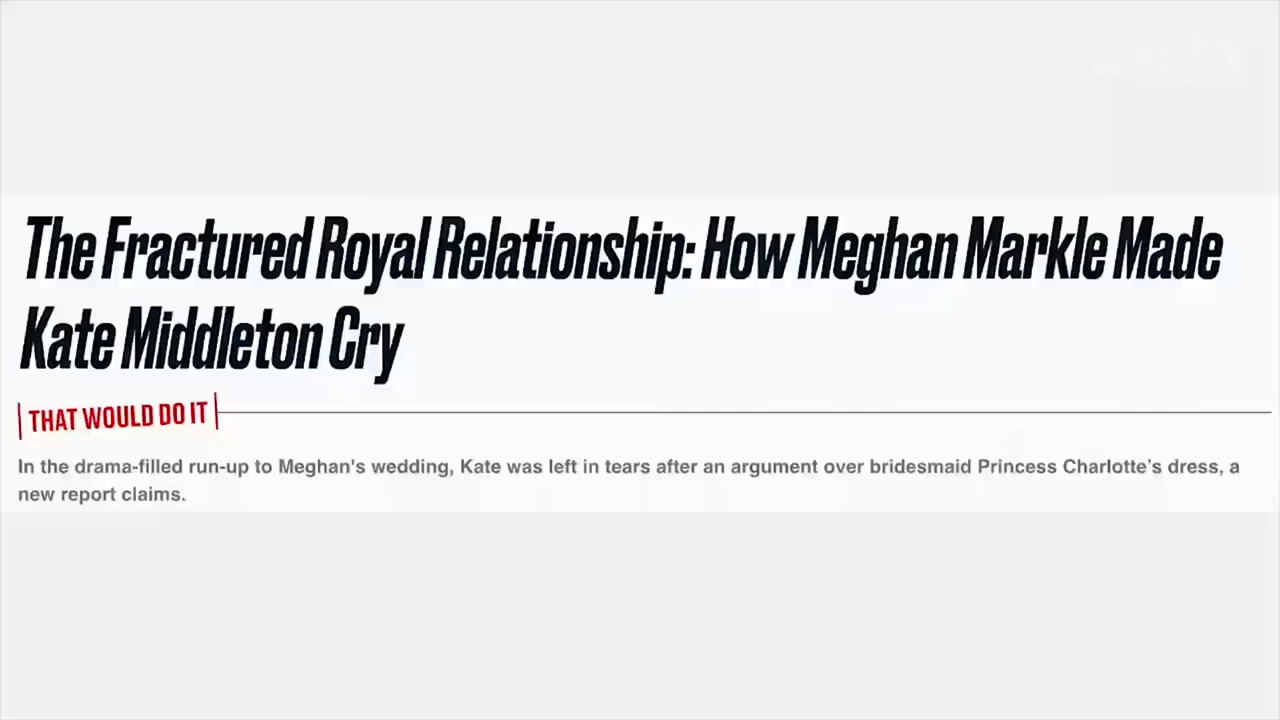 The Fractured Royal Relationship: How Meghan Markle Made
Kate Middleton Cry
THAT WOULD DO IT
In the drama-filled run-up to Meghan's wedding, Kate was left in tears after an argument over bridesmaid Princess Charlotte’s dress, a
new report claims.